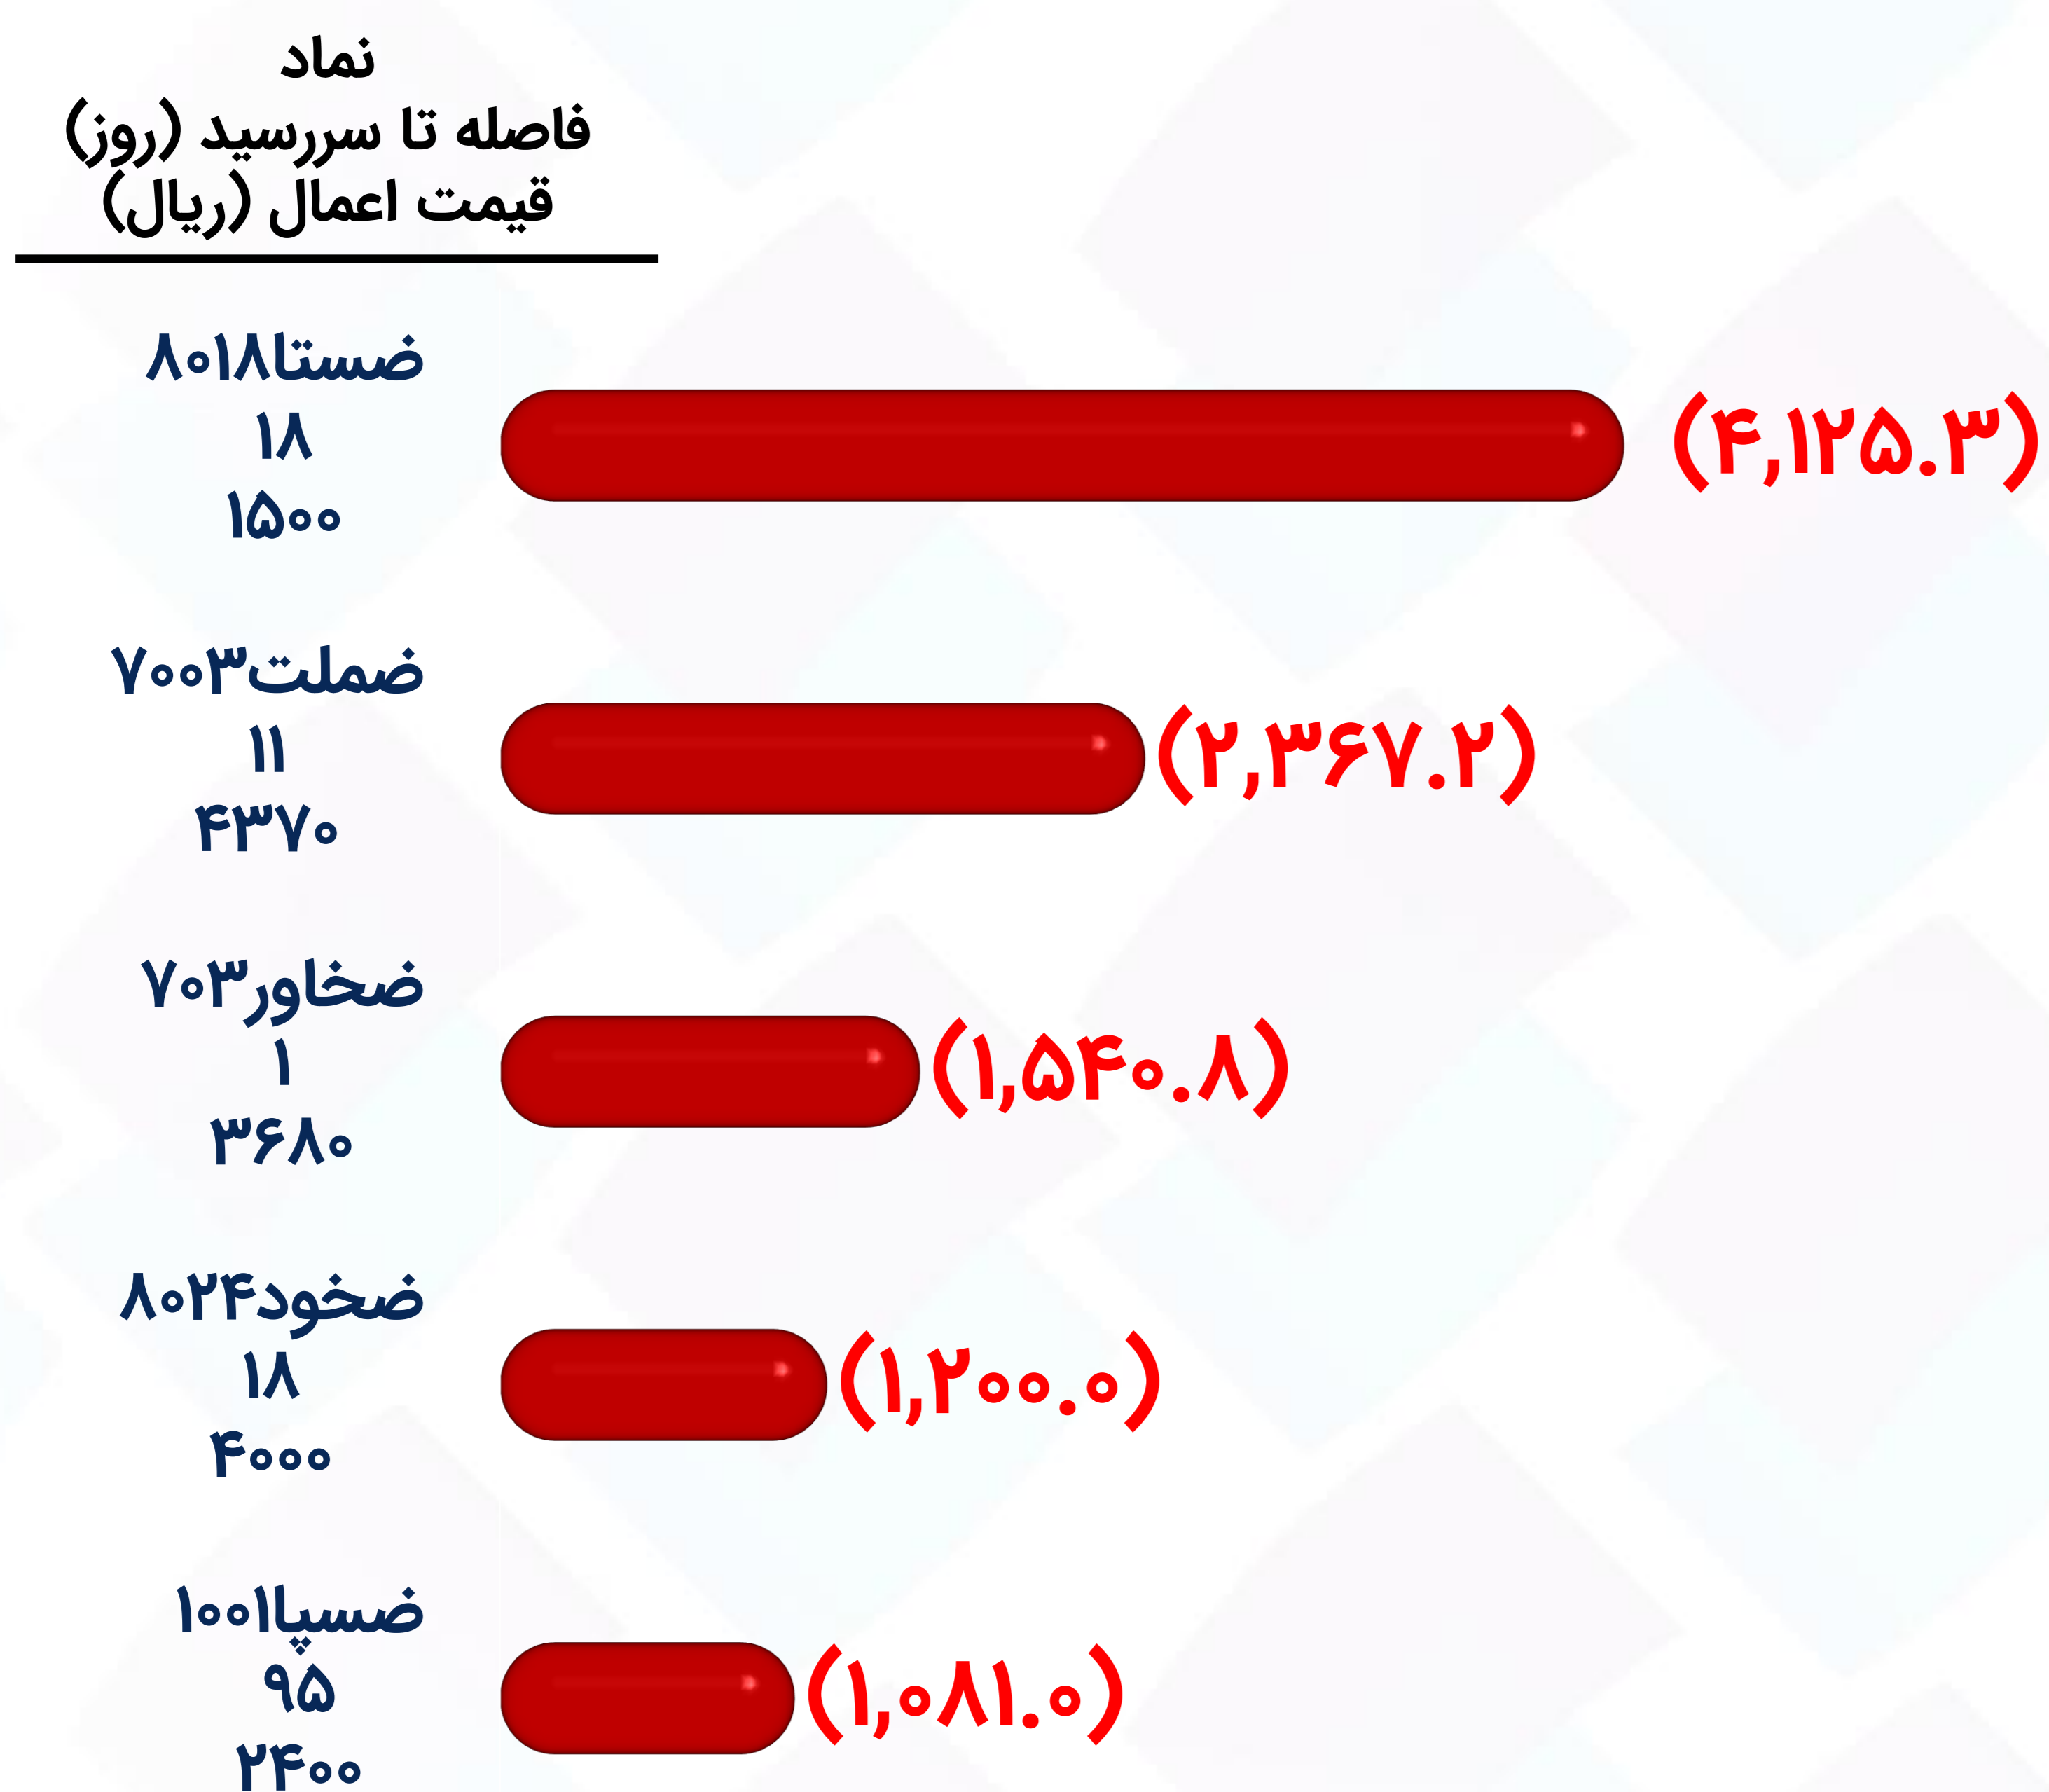 نماد
فاصله تا سررسید (روز)
قیمت اعمال (ریال)
ضستا۸۰۱۸
۱۸
۱۵۰۰
(۴,۱۲۵.۳)
ضملت۷۰۰۳
۱۱
۴۳۷۰
(۲,۳۶۷.۲)
ضخاور۷۰۳
۱
۳۶۸۰
(۱,۵۴۰.۸)
ضخود۸۰۲۴
۱۸
۴۰۰۰
(۱,۲۰۰.۰)
ضسپا۱۰۰۱
۹۵
۲۴۰۰
(۱,۰۸۱.۰)